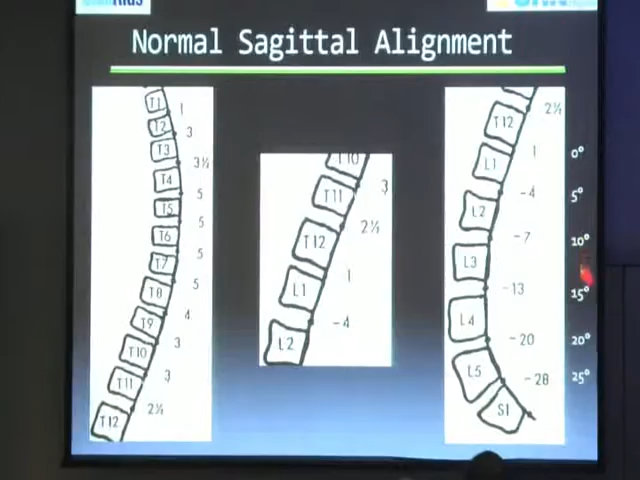 Normal Sagittal Alignment
T1
1
T2
3
T3
3½
T4
5
T5
5
T6
5
T7
5
T8
4
T9
3
T10
3
T11
2½
T12
T10
3
T11
2½
T12
1
L1
-4
L2
2½
T12
1
0°
L1
-4
5°
L2
-7
10°
L3
-13
15°
L4
-20
20°
L5
-28
25°
S1